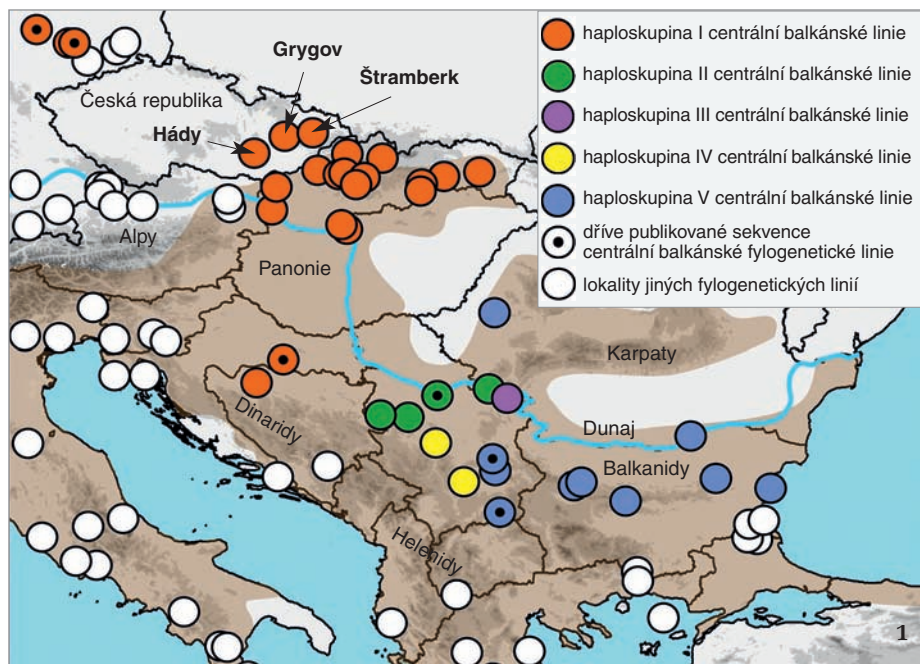 haploskupina I centrální balkánské linie
haploskupina II centrální balkánské linie
haploskupina III centrální balkánské linie
haploskupina IV centrální balkánské linie
haploskupina V centrální balkánské linie
dříve publikované sekvence
centrální balkánské fylogenetické linie
lokality jiných fylogenetických linií
Grygov
Štramberk
Česká republika
Hády
Alpy
Panonie
Karpaty
Dinaridy
Dunaj
Balkanidy
Helenidy
1